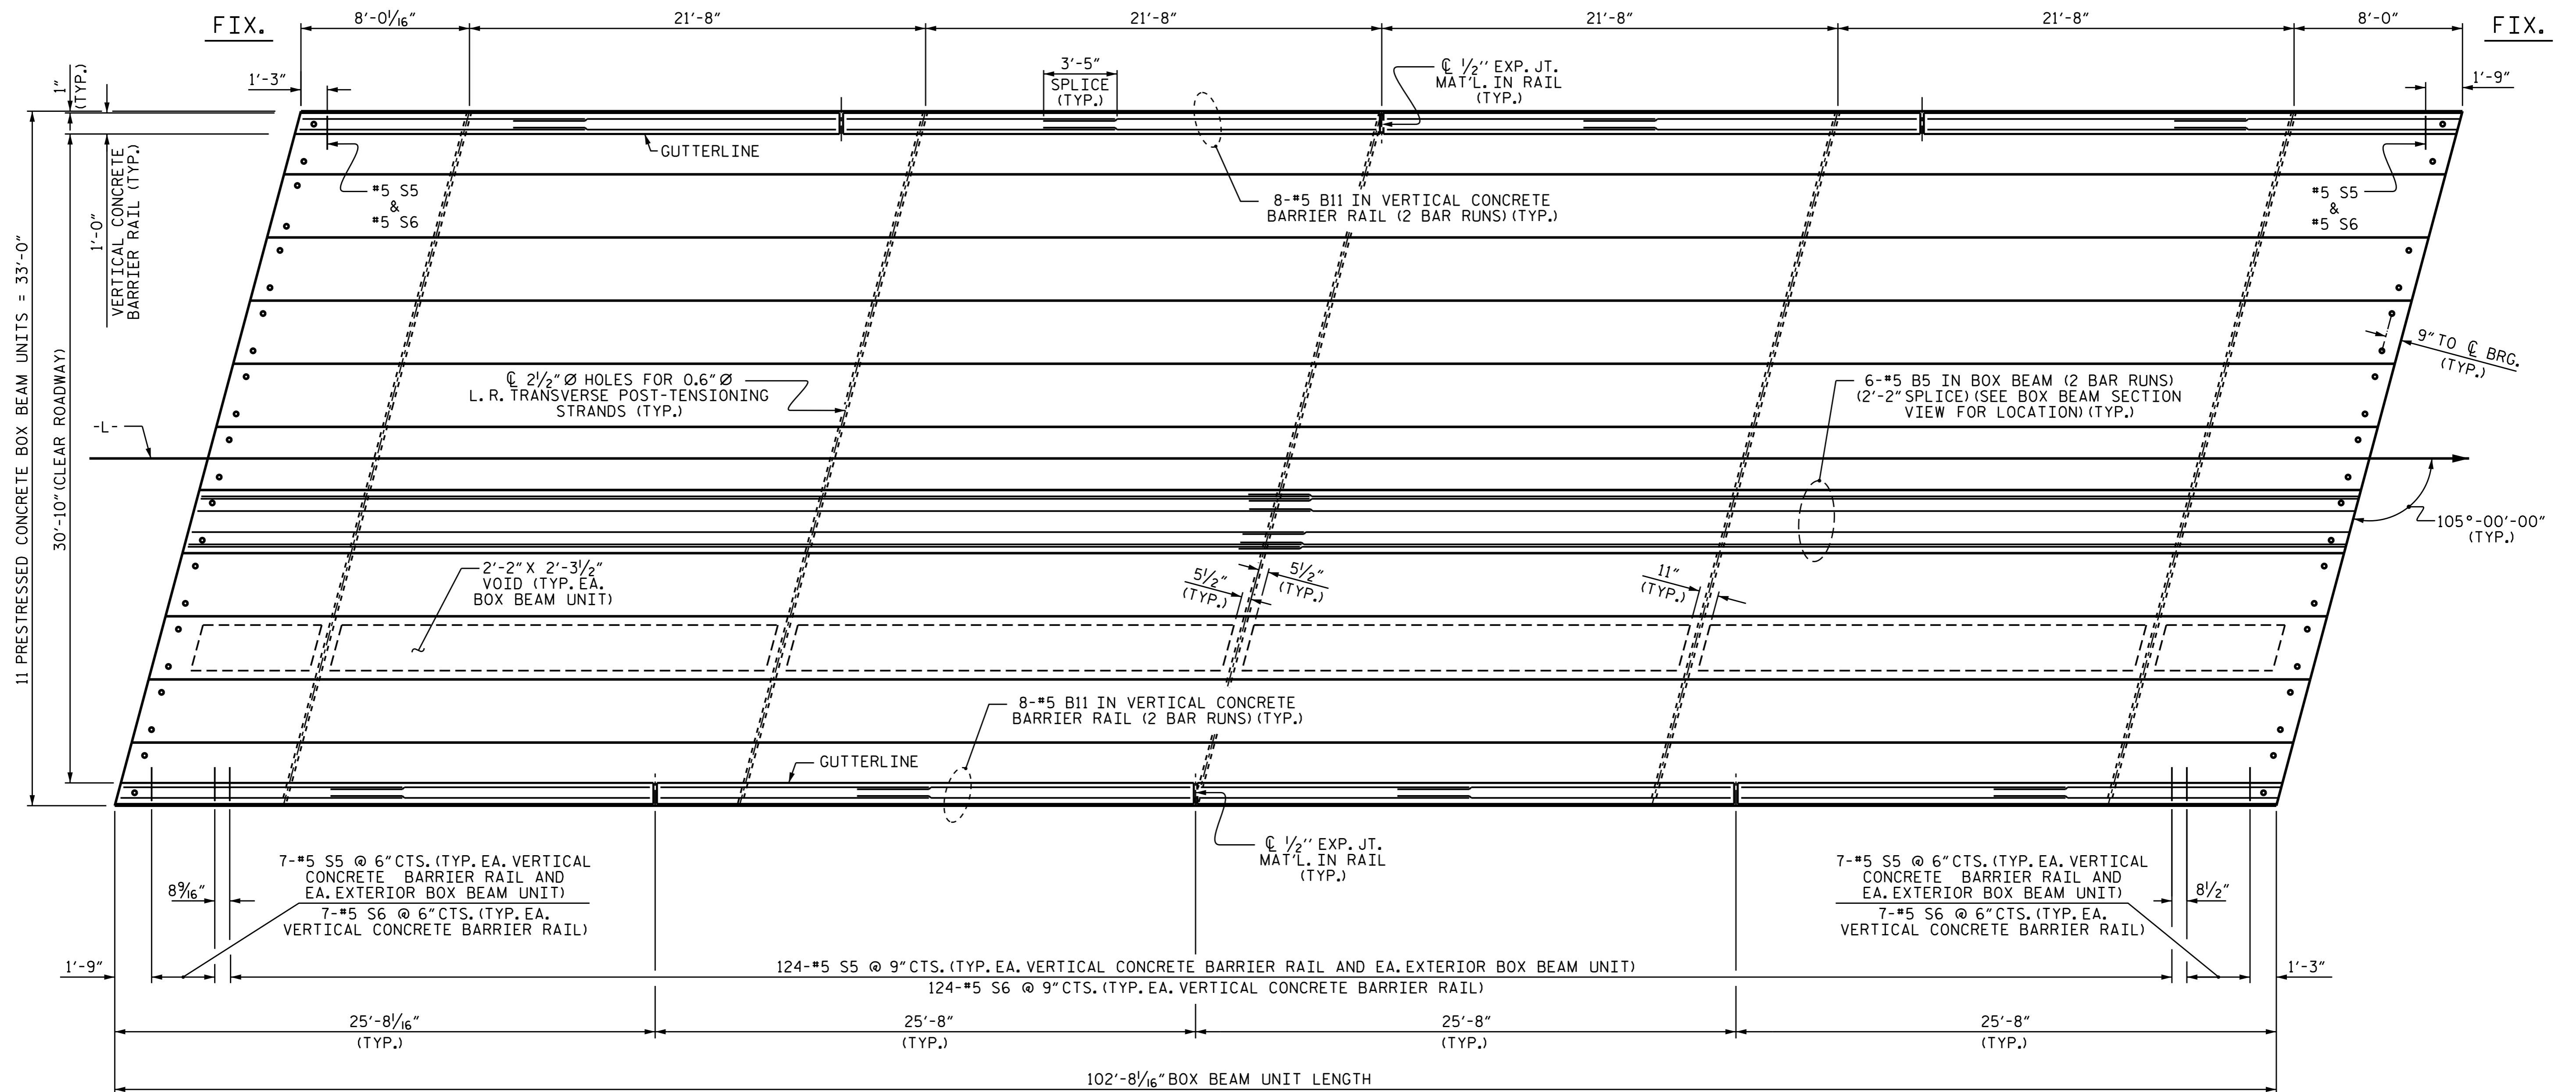 FIX.
8'-0 1/16"
21'-8"
21'-8"
21'-8"
21'-8"
8'-0"
FIX.
1"
(TYP.)
1'-3"
3'-5"
SPLICE
(TYP.)
℄ 1/2'' EXP. JT.
MAT'L. IN RAIL
(TYP.)
1'-9"
GUTTERLINE
1'-0"
VERTICAL CONCRETE
BARRIER RAIL (TYP.)
#5 S5
&
#5 S6
8-#5 B11 IN VERTICAL CONCRETE
BARRIER RAIL (2 BAR RUNS) (TYP.)
#5 S5
&
#5 S6
11 PRESTRESSED CONCRETE BOX BEAM UNITS = 33'-0"
30'-10" (CLEAR ROADWAY)
9" TO ℄ BRG.
(TYP.)
℄ 2 1/2" Ø HOLES FOR 0.6" Ø
L. R. TRANSVERSE POST-TENSIONING
STRANDS (TYP.)
6-#5 B5 IN BOX BEAM (2 BAR RUNS)
(2'-2" SPLICE) (SEE BOX BEAM SECTION
VIEW FOR LOCATION) (TYP.)
-L-
105°-00'-00"
(TYP.)
2'-2" X 2'-3 1/2"
VOID (TYP. EA.
BOX BEAM UNIT)
5 1/2"
(TYP.)
5 1/2"
(TYP.)
11"
(TYP.)
8-#5 B11 IN VERTICAL CONCRETE
BARRIER RAIL (2 BAR RUNS) (TYP.)
GUTTERLINE
℄ 1/2'' EXP. JT.
MAT'L. IN RAIL
(TYP.)
7-#5 S5 @ 6" CTS. (TYP. EA. VERTICAL
CONCRETE BARRIER RAIL AND
EA. EXTERIOR BOX BEAM UNIT)
7-#5 S6 @ 6" CTS. (TYP. EA.
VERTICAL CONCRETE BARRIER RAIL)
8 9/16"
7-#5 S5 @ 6" CTS. (TYP. EA. VERTICAL
CONCRETE BARRIER RAIL AND
EA. EXTERIOR BOX BEAM UNIT)
7-#5 S6 @ 6" CTS. (TYP. EA.
VERTICAL CONCRETE BARRIER RAIL)
8 1/2"
1'-9"
124-#5 S5 @ 9" CTS. (TYP. EA. VERTICAL CONCRETE BARRIER RAIL AND EA. EXTERIOR BOX BEAM UNIT)
124-#5 S6 @ 9" CTS. (TYP. EA. VERTICAL CONCRETE BARRIER RAIL)
1'-3"
25'-8 1/16"
(TYP.)
25'-8"
(TYP.)
25'-8"
(TYP.)
25'-8"
(TYP.)
102'-8 1/16" BOX BEAM UNIT LENGTH